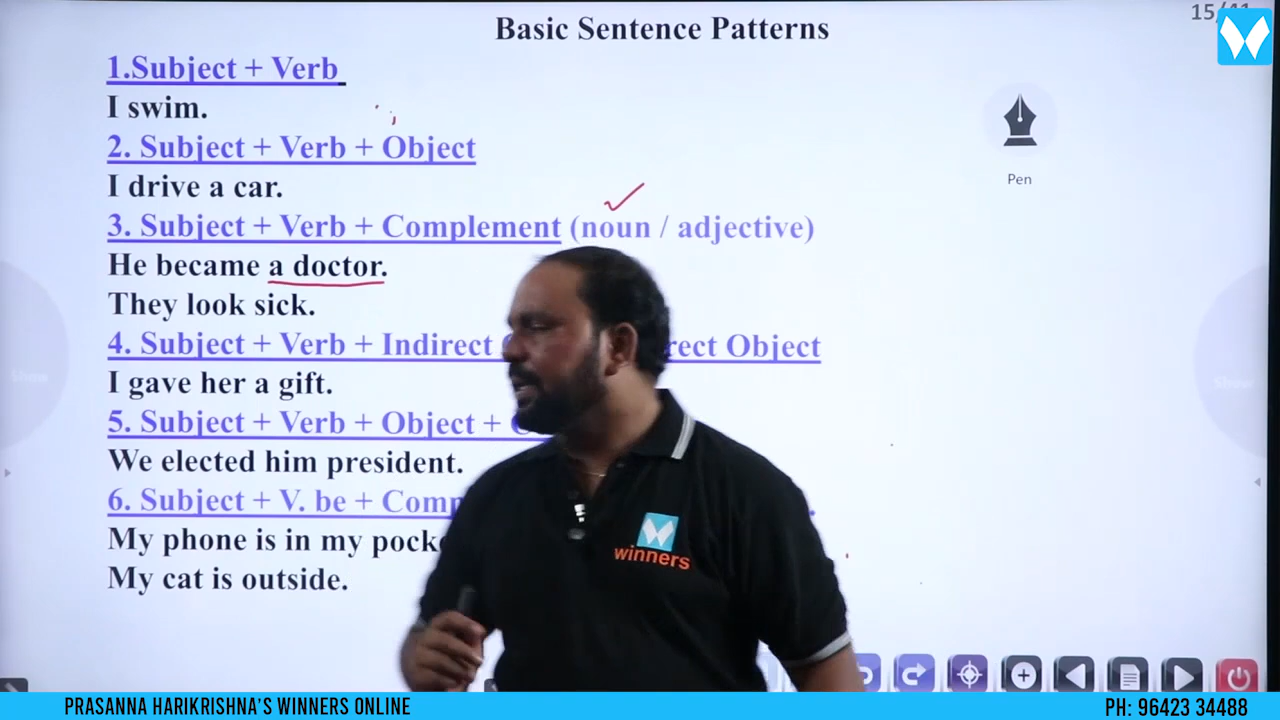 15/41
Basic Sentence Patterns
1.Subject + Verb
I swim.
2. Subject + Verb + Object
Pen
I drive a car.
3. Subject + Verb + Complement (noun / adjective)
He became a doctor.
They look sick.
4. Subject + Verb + Indirect rect Object
I gave her a gift.
5. Subject + Verb + Object +
We elected him president.
6. Subject + V. be + Comp
My phone is in my pocke
My cat is outside.
winners
PRASANNA HARIKRISHNA'S WINNERS ONLINE
PH: 96423 34488